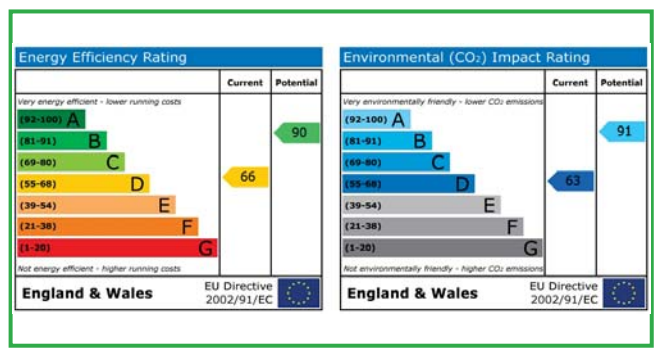 Energy Efficiency Rating
Current Potential
Very energy efficient - lower running costs
(92-100) A
(81-91) B
(69-80) C
(55-68) D
(39-54) E
(21-38) F
(1-20) G
66
90
Not energy efficient - higher running costs
England & Wales
EU Directive
2002/91/EC
Environmental (CO₂) Impact Rating
Current Potential
Very environmentally friendly - lower CO₂ emissions
(92-100) A
(81-91) B
(69-80) C
(55-68) D
(39-54) E
(21-38) F
(1-20) G
63
91
Not environmentally friendly - higher CO₂ emissions
England & Wales
EU Directive
2002/91/EC